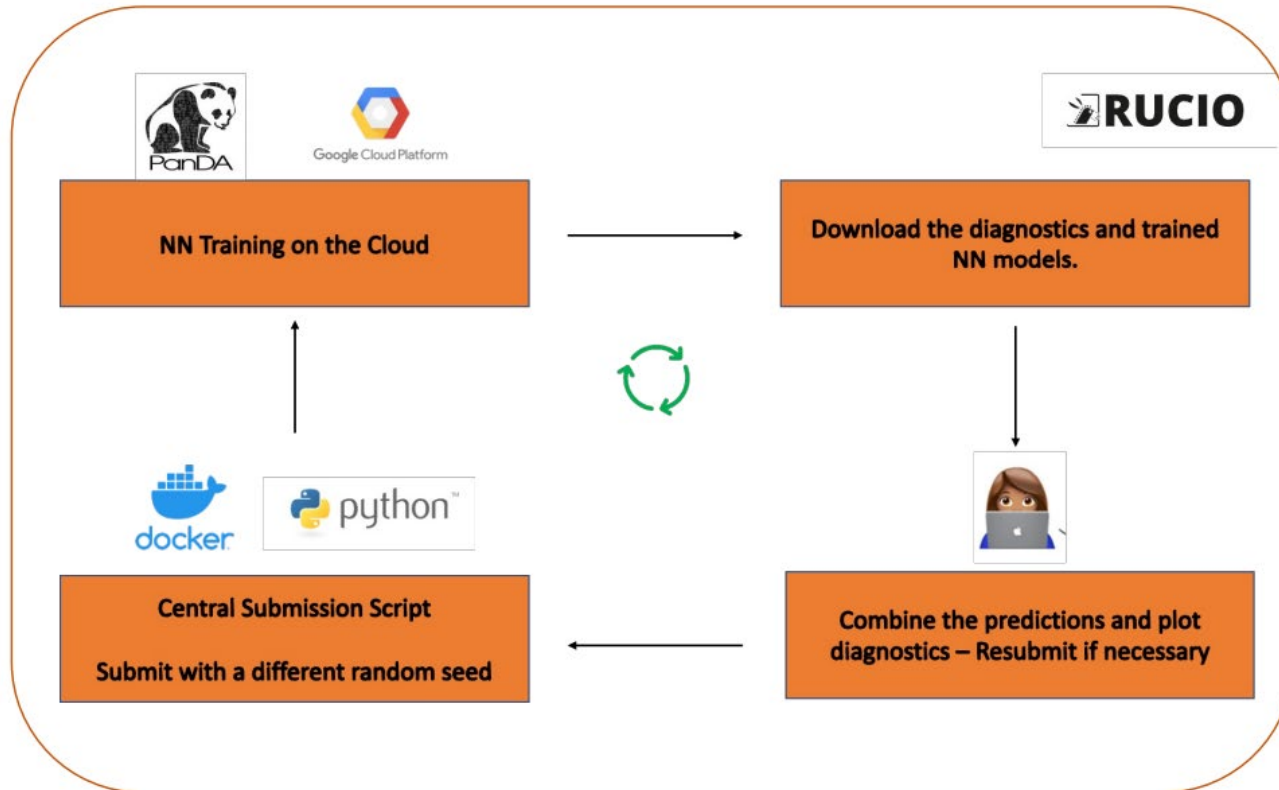 PanDA
Google Cloud Platform
RUCIO
NN Training on the Cloud
Download the diagnostics and trained
NN models.
docker
python™
Central Submission Script
Submit with a different random seed
Combine the predictions and plot
diagnostics – Resubmit if necessary